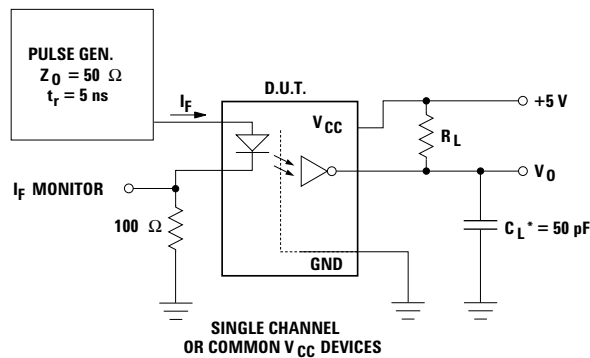 PULSE GEN.
Z O = 50 Ω
t r = 5 ns
I F
D.U.T.
V CC
+5 V
R L
I F MONITOR
V O
100 Ω
C L * = 50 pF
GND
SINGLE CHANNEL
OR COMMON V CC DEVICES